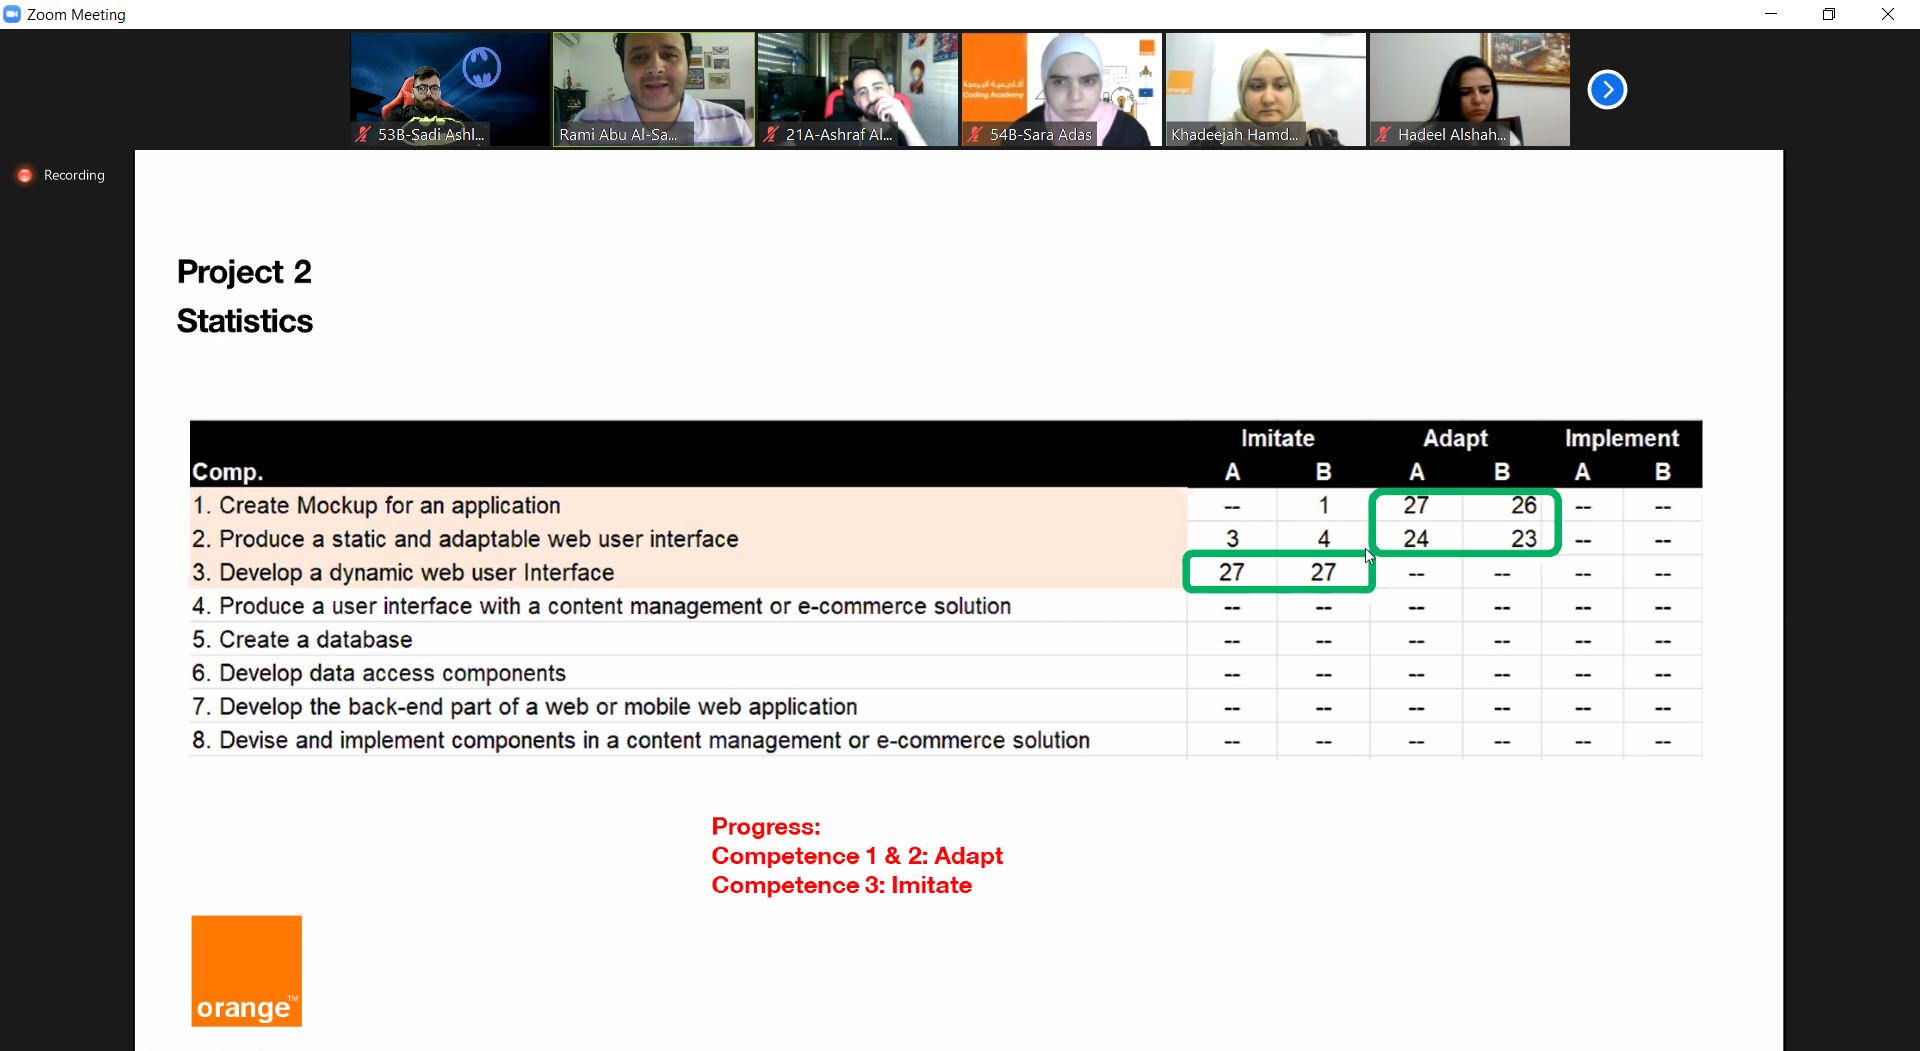 Zoom Meeting
53B-Sadi Ashl...
Rami Abu Al-Sa...
21A-Ashraf Al...
أكاديمية البرمجة
Coding Academy
54B-Sara Adas
orange
Khadeejah Hamd...
Hadeel Alshah...
Recording
Project 2
Statistics
Imitate Adapt Implement
Comp. A B A B A B
1. Create Mockup for an application -- 1 27 26 -- --
2. Produce a static and adaptable web user interface 3 4 24 23 -- --
3. Develop a dynamic web user Interface 27 27 -- -- -- --
4. Produce a user interface with a content management or e-commerce solution -- -- -- -- -- --
5. Create a database -- -- -- -- -- --
6. Develop data access components -- -- -- -- -- --
7. Develop the back-end part of a web or mobile web application -- -- -- -- -- --
8. Devise and implement components in a content management or e-commerce solution -- -- -- -- -- --
Progress:
Competence 1 & 2: Adapt
Competence 3: Imitate
orange™